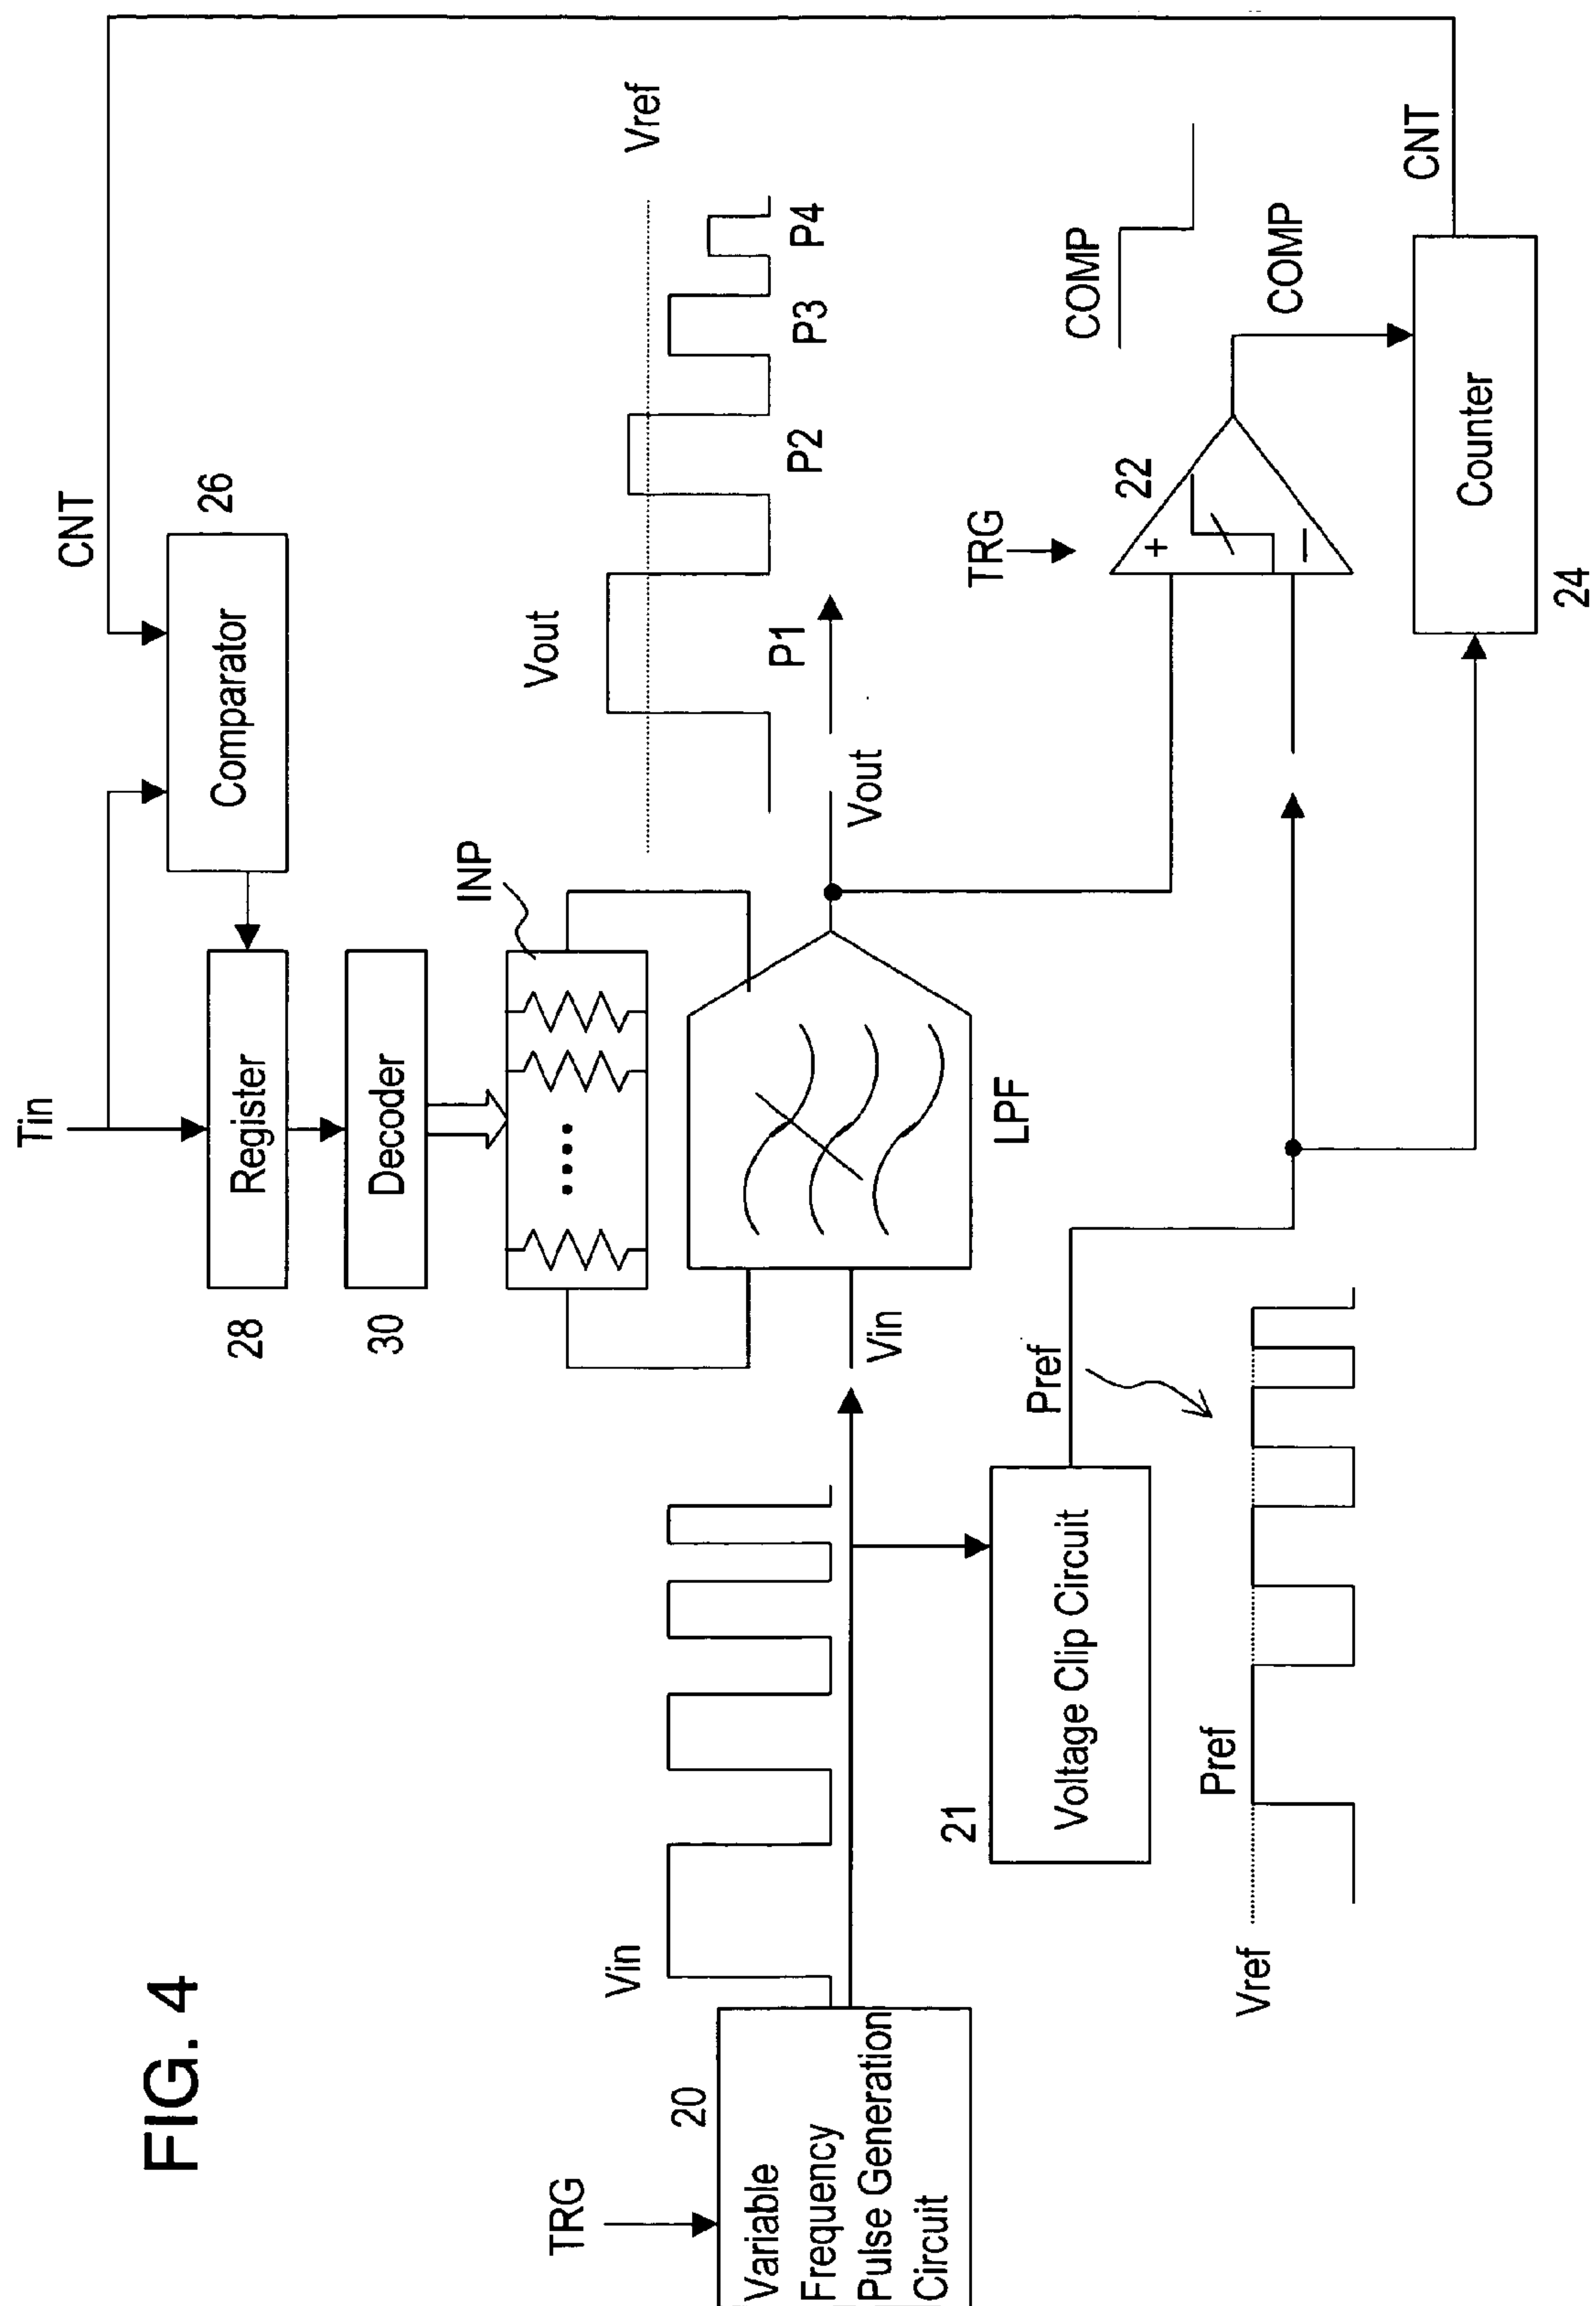 FIG. 4
Tin
CNT
Register
28
Comparator
26
Decoder
30
INP
Vout
Vref
P1
P2
P3
P4
TRG
20
Variable
Frequency
Pulse Generation
Circuit
Vin
Vin
LPF
Vout
21
Voltage Clip Circuit
Pref
Vref
Pref
TRG
22
+
−
COMP
COMP
Counter
24
CNT